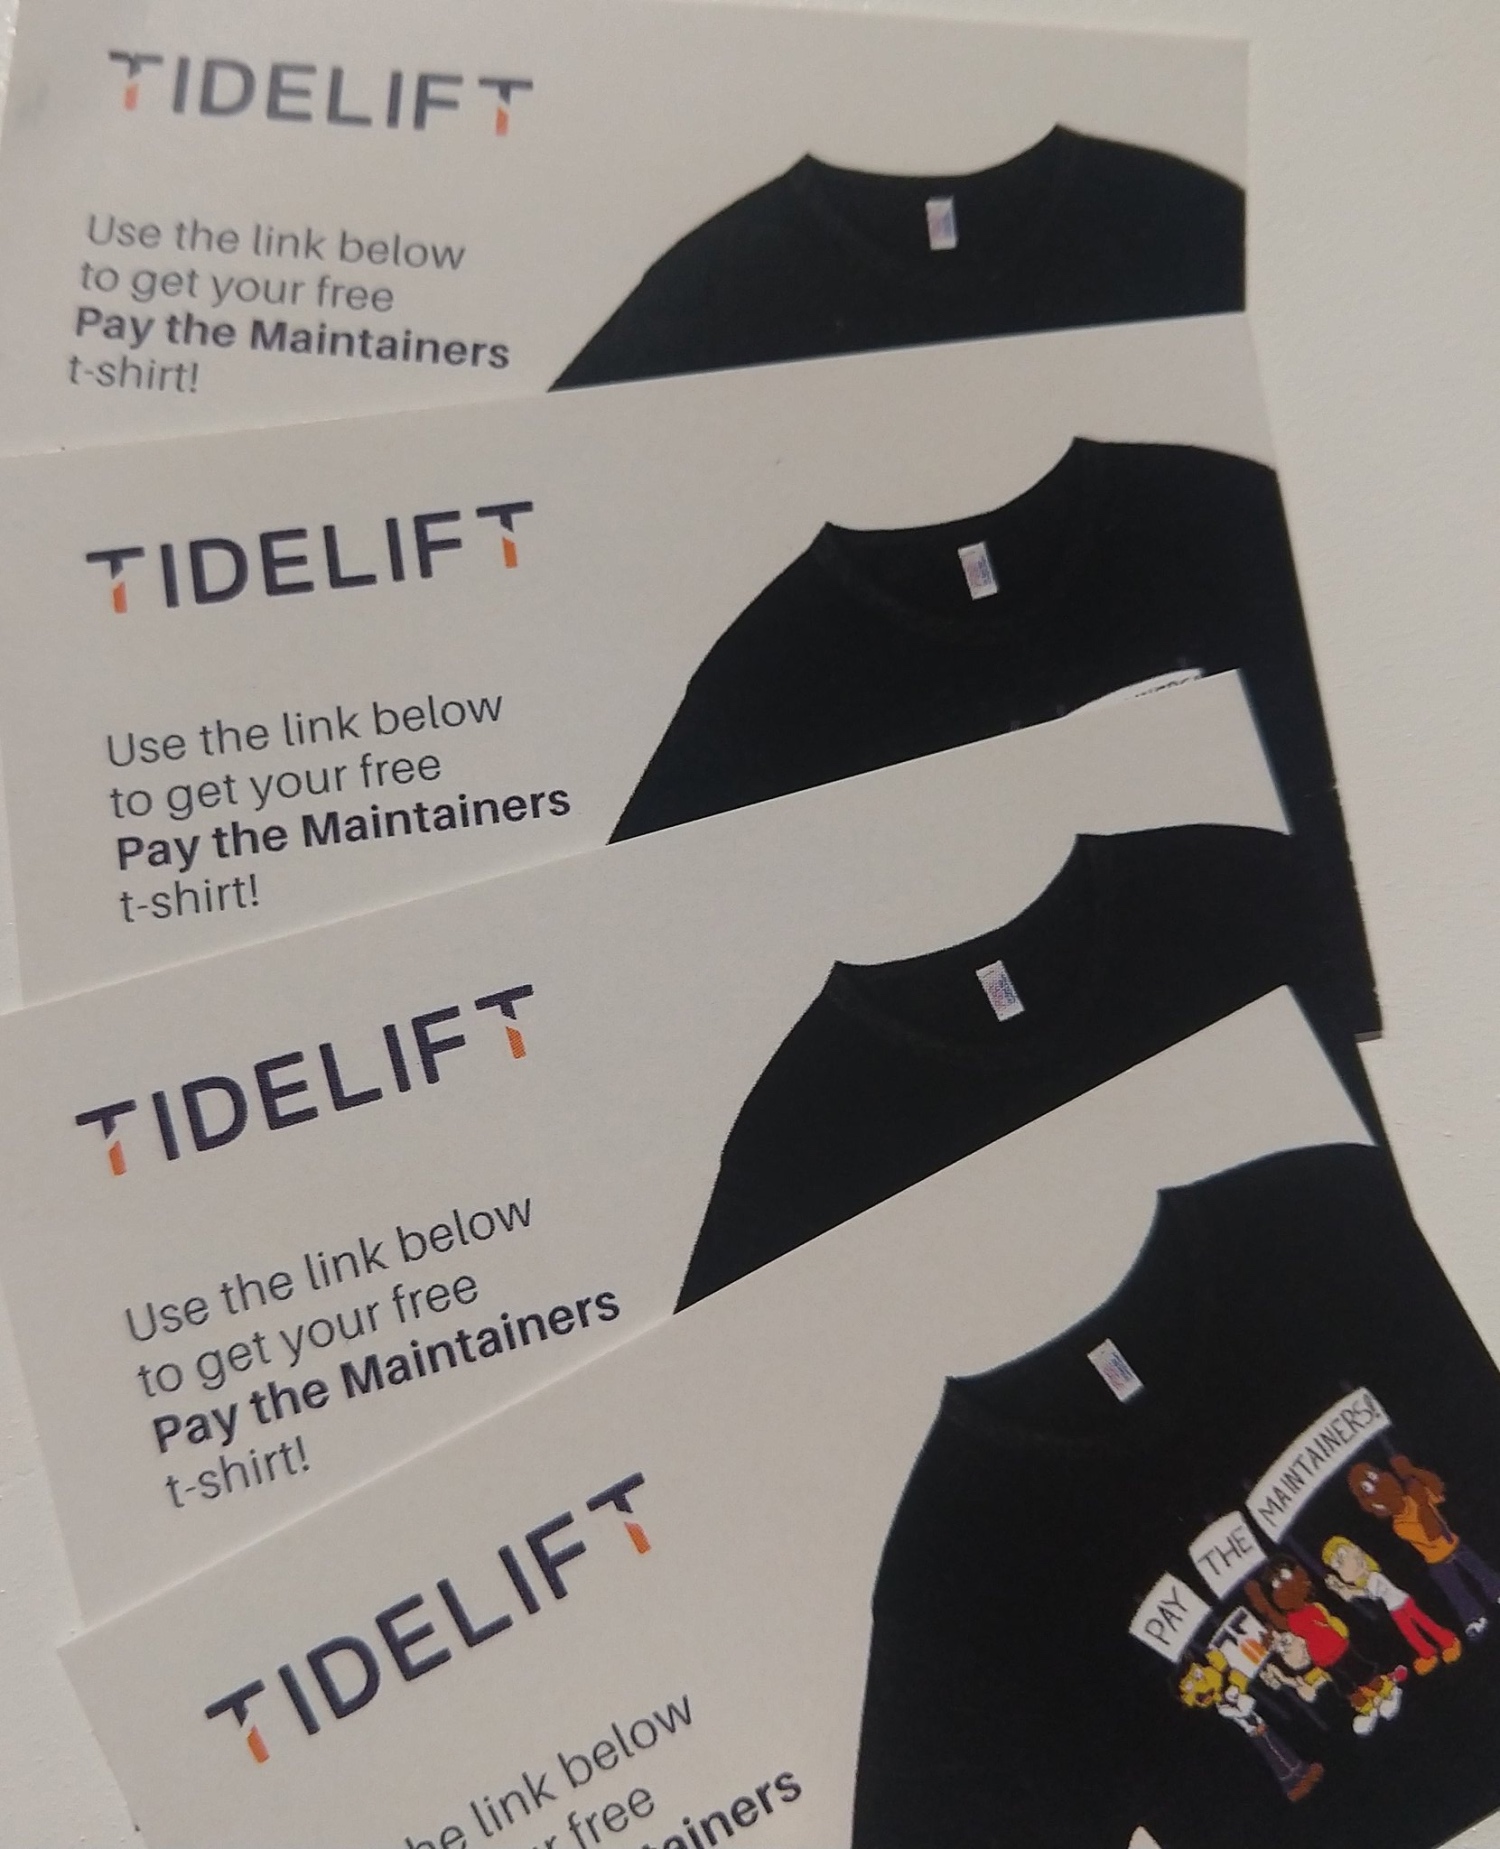 TIDELIFT
Use the link below
to get your free
Pay the Maintainers
t-shirt!
TIDELIFT
Use the link below
to get your free
Pay the Maintainers
t-shirt!
TIDELIFT
Use the link below
to get your free
Pay the Maintainers
t-shirt!
TIDELIFT
he link below
r free
tainers
PAY THE MAINTAINERS!